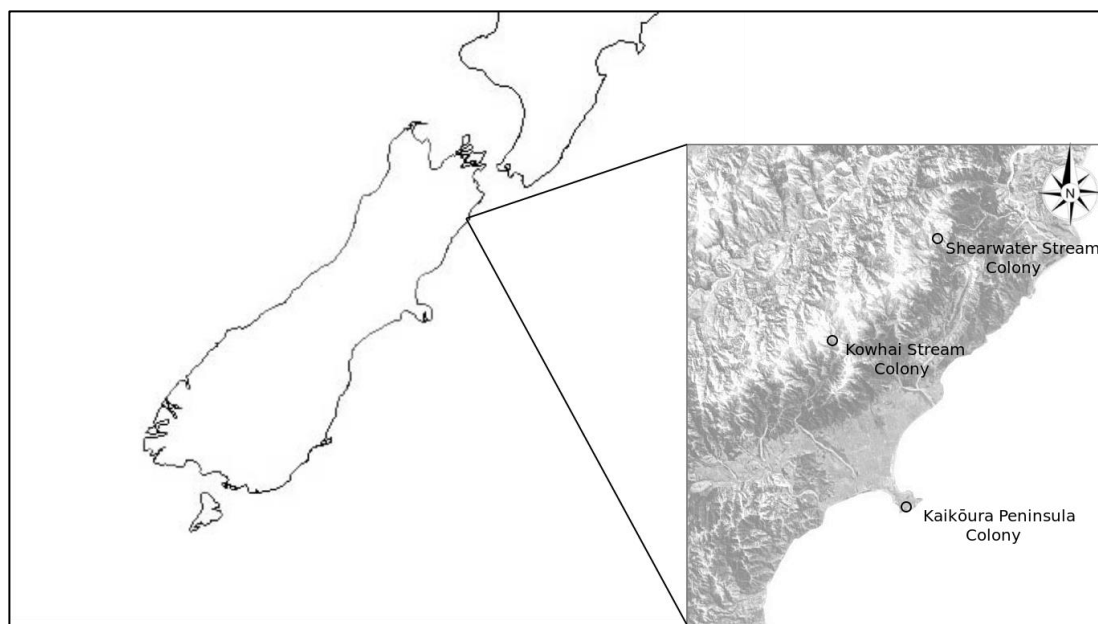 N
Shearwater Stream
Colony
Kowhai Stream
Colony
Kaikōura Peninsula
Colony